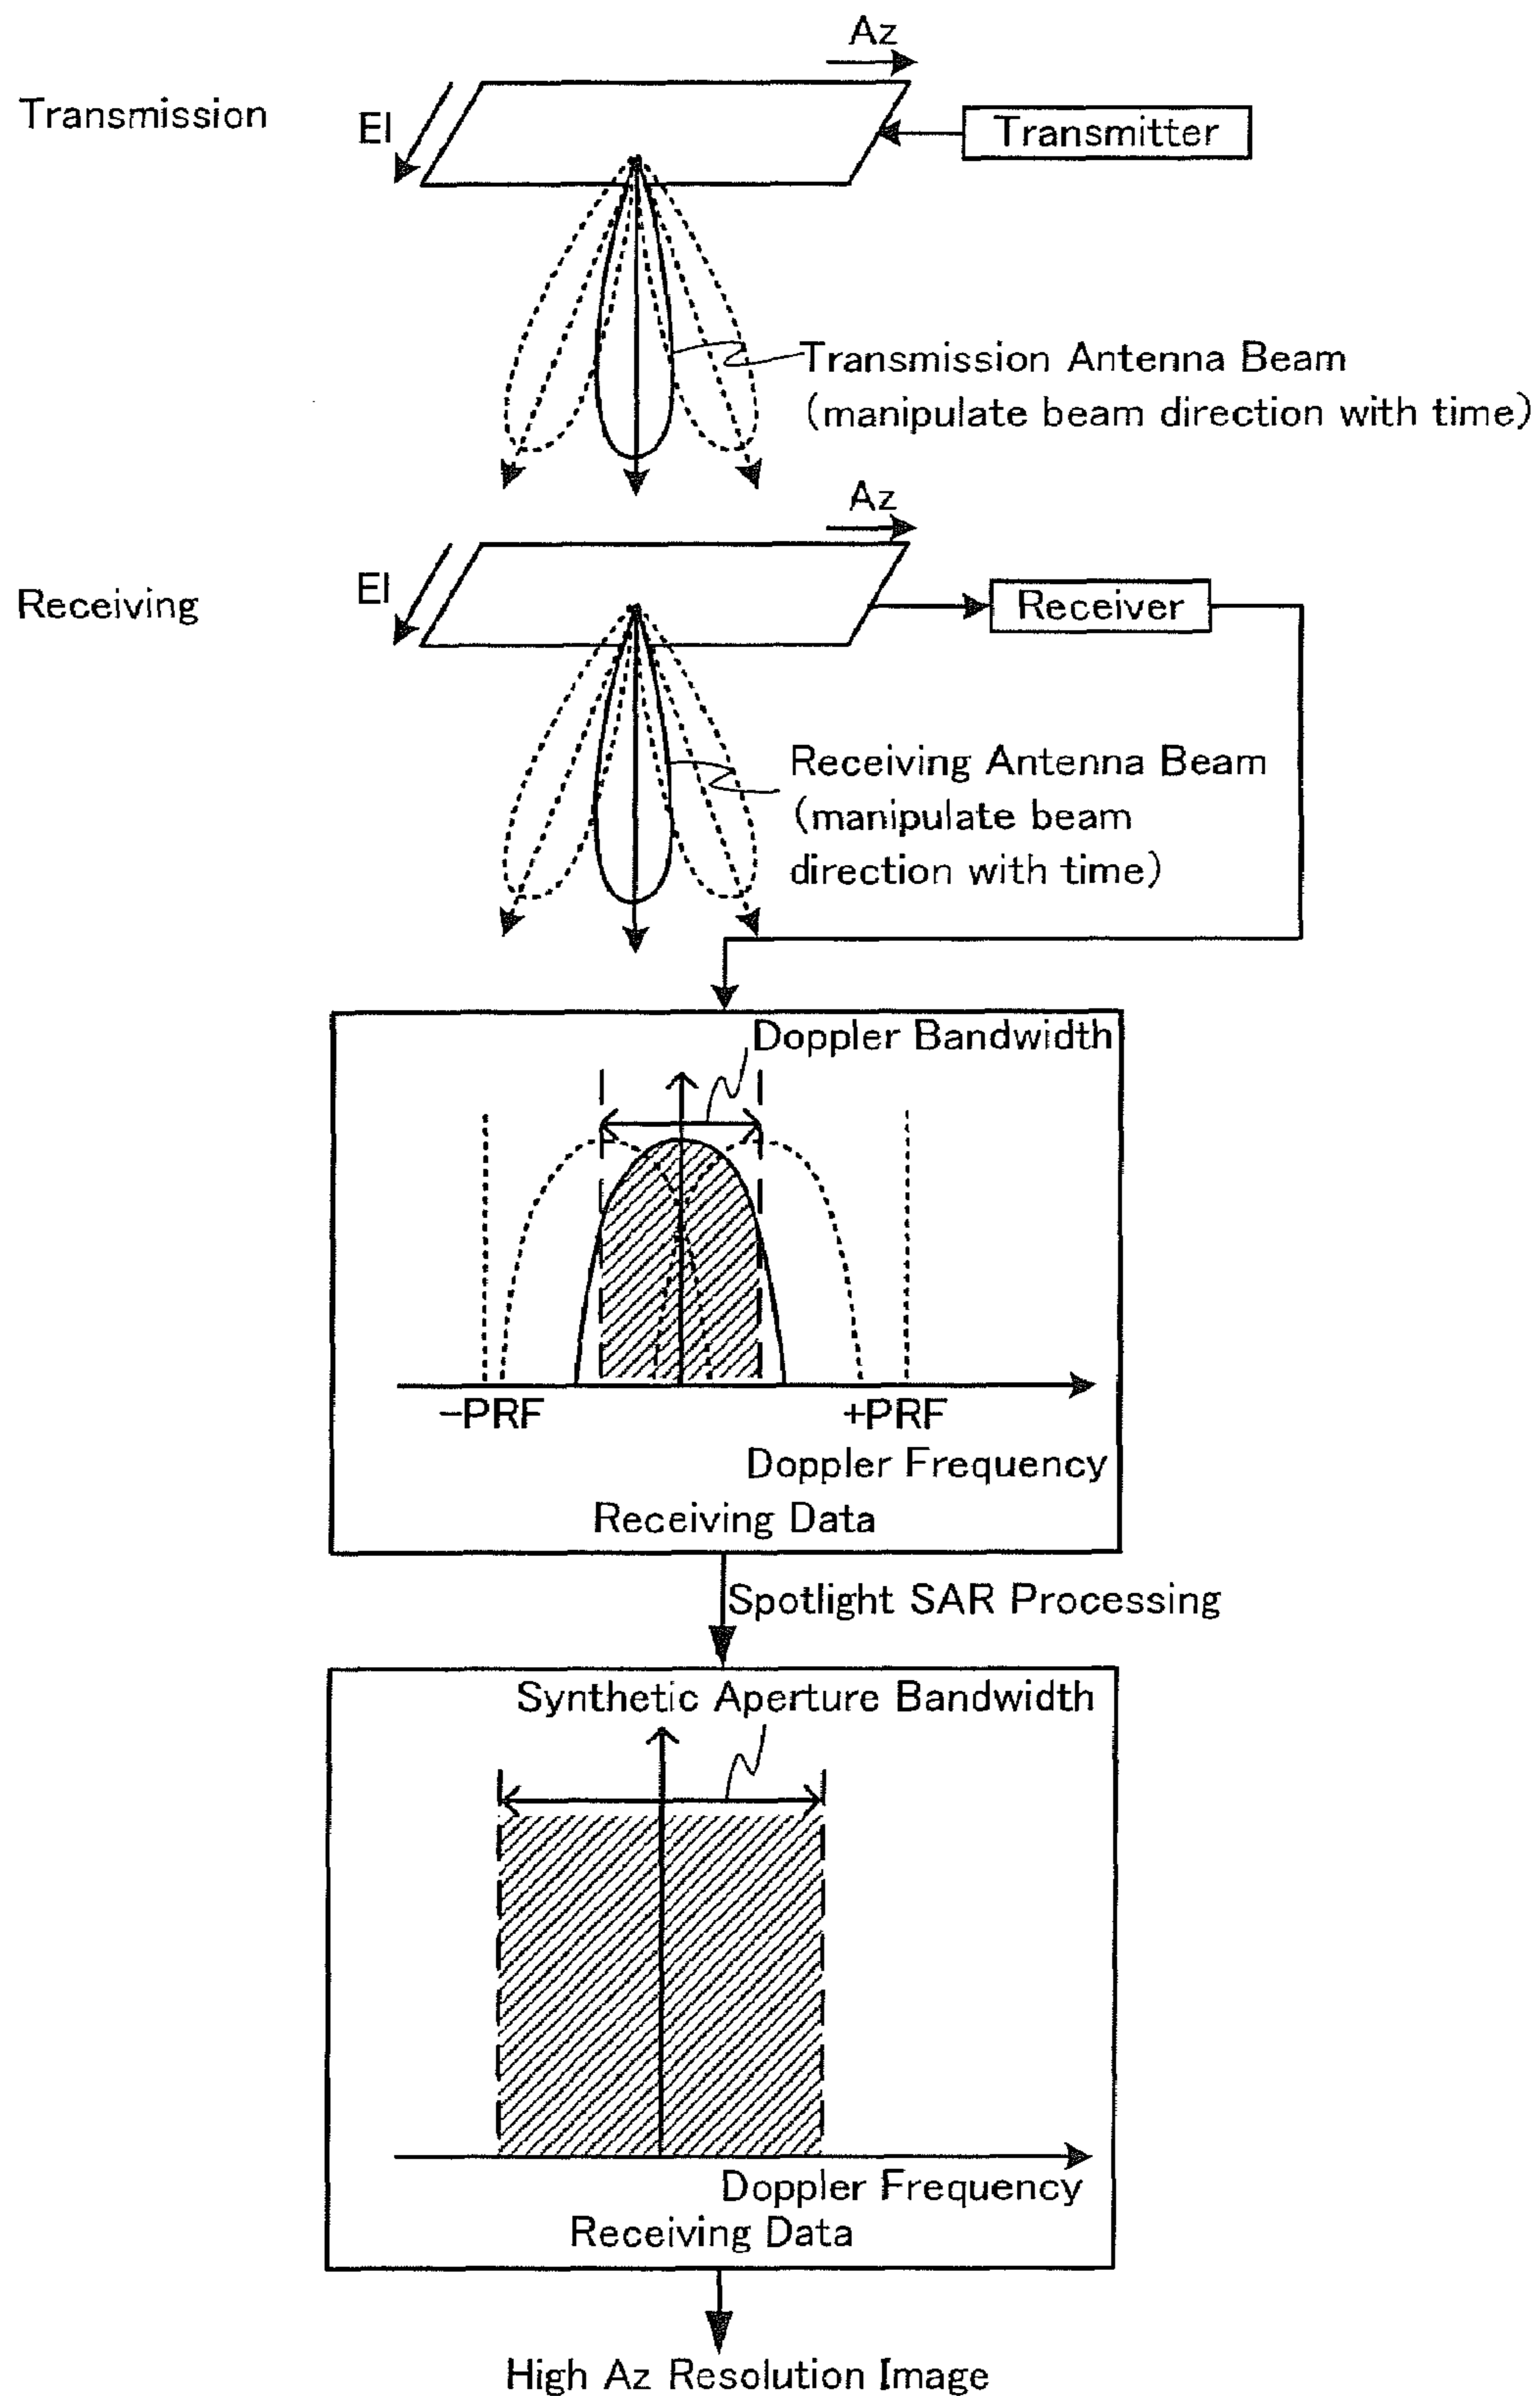 Az
Transmission
El
Transmitter
Transmission Antenna Beam
(manipulate beam direction with time)
Az
El
Receiving
Receiver
Receiving Antenna Beam
(manipulate beam
direction with time)
Doppler Bandwidth
-PRF
+PRF
Doppler Frequency
Receiving Data
Spotlight SAR Processing
Synthetic Aperture Bandwidth
Doppler Frequency
Receiving Data
High Az Resolution Image